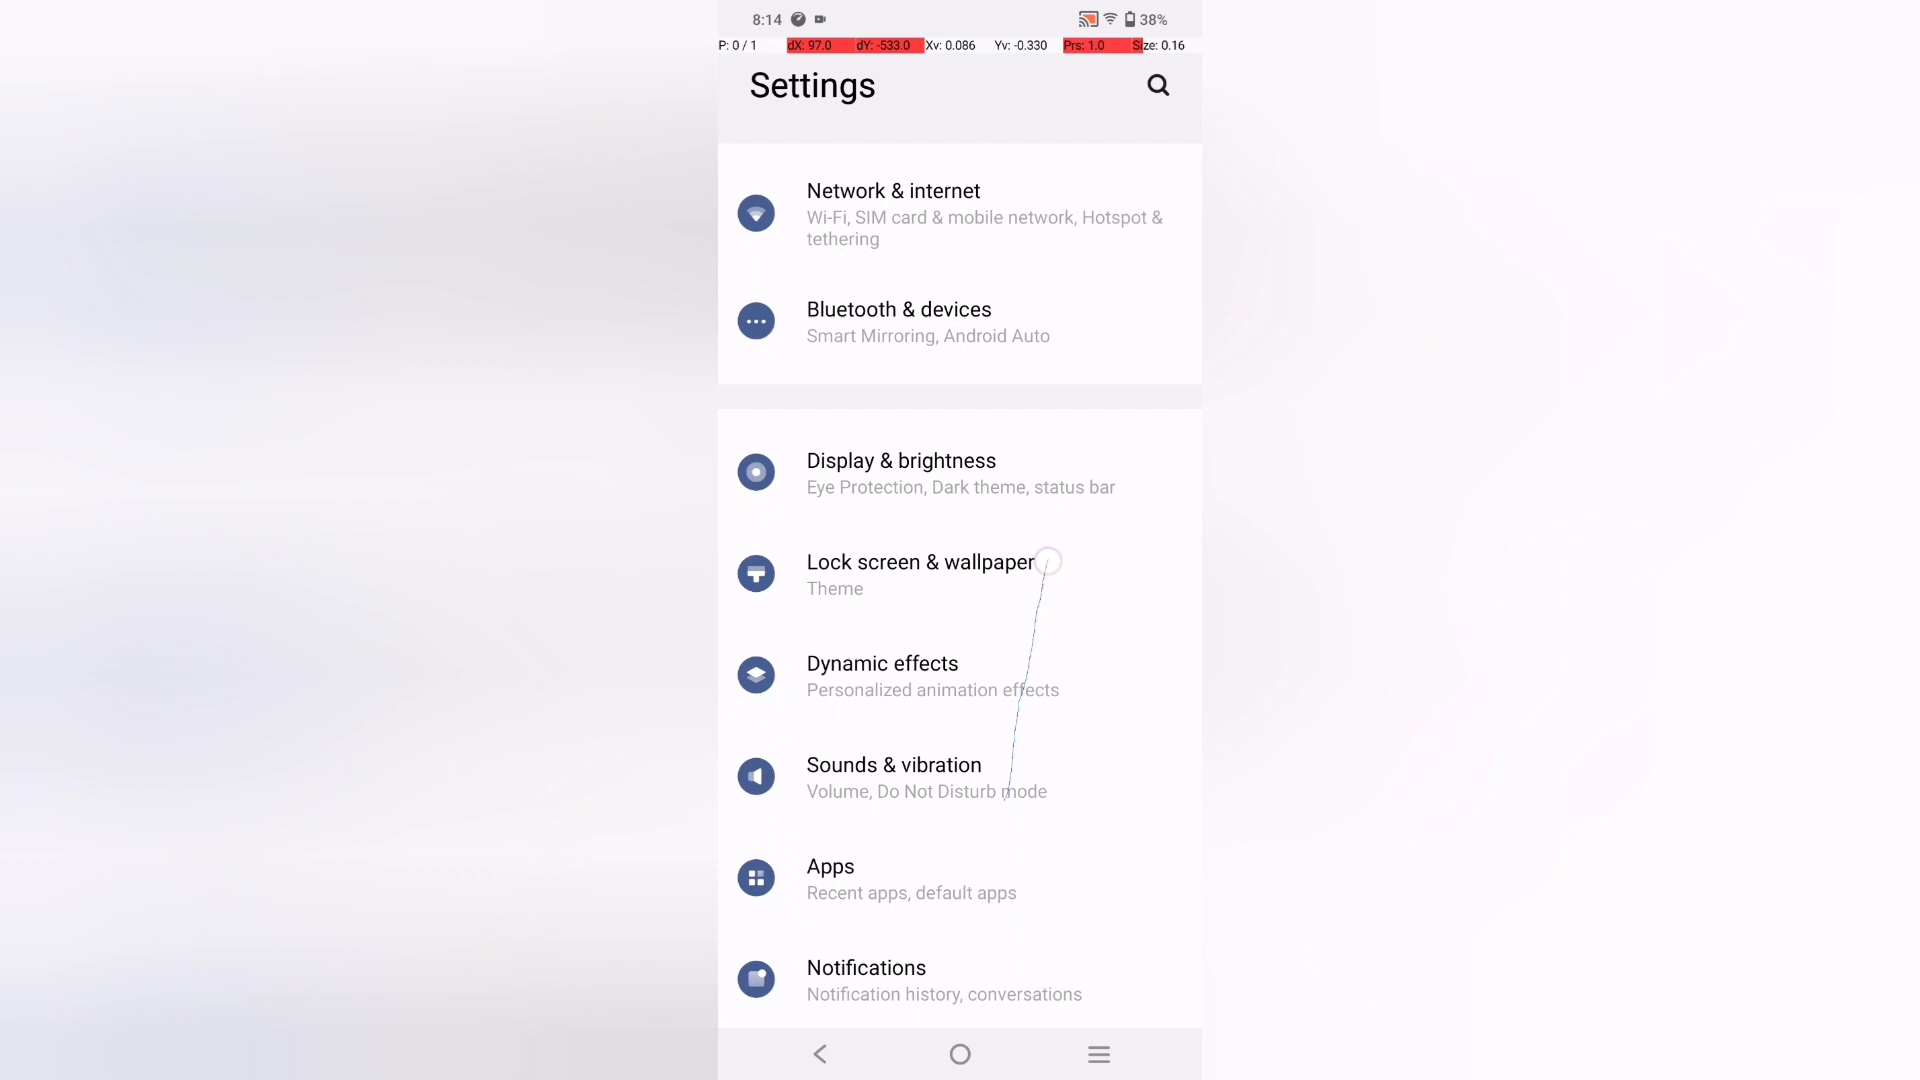 8:14 38%
P: 0 / 1 dX: 97.0 dY: -533.0 Xv: 0.086 Yv: -0.330 Prs: 1.0 Size: 0.16
Settings
Network & internet
Wi-Fi, SIM card & mobile network, Hotspot &
tethering
Bluetooth & devices
Smart Mirroring, Android Auto
Display & brightness
Eye Protection, Dark theme, status bar
Lock screen & wallpaper
Theme
Dynamic effects
Personalized animation effects
Sounds & vibration
Volume, Do Not Disturb mode
Apps
Recent apps, default apps
Notifications
Notification history, conversations